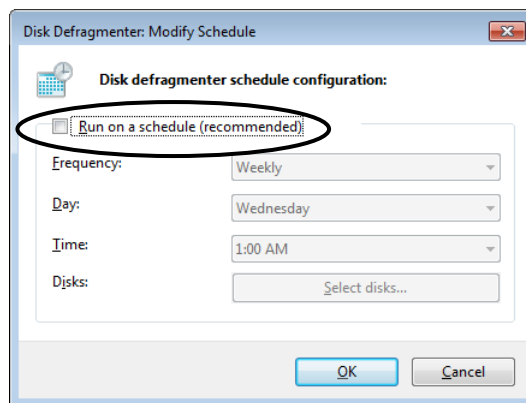 Disk Defragmenter: Modify Schedule
Disk defragmenter schedule configuration:
Run on a schedule (recommended)
Frequency: Weekly
Day: Wednesday
Time: 1:00 AM
Disks: Select disks...
OK Cancel